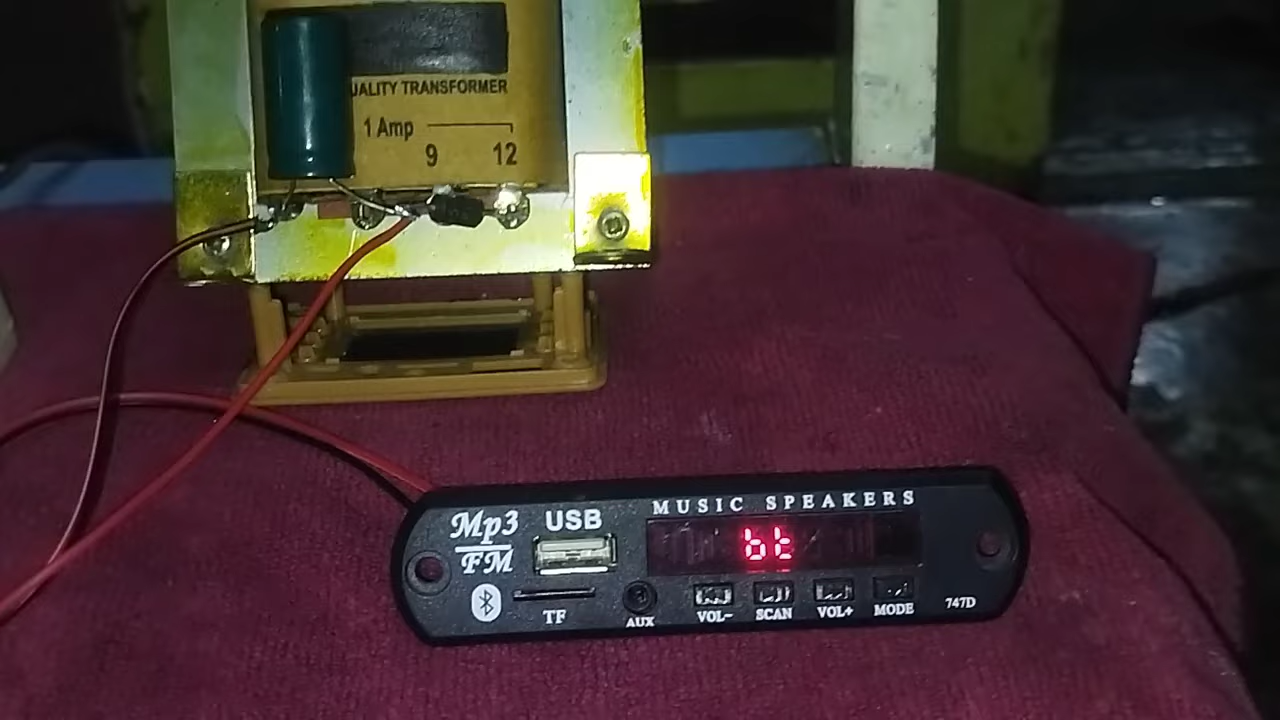 UALITY TRANSFORMER
1 Amp
9 12
MUSIC SPEAKERS
Mp3
FM
USB
bt
TF
AUX
VOL-
SCAN
VOL+
MODE
747D